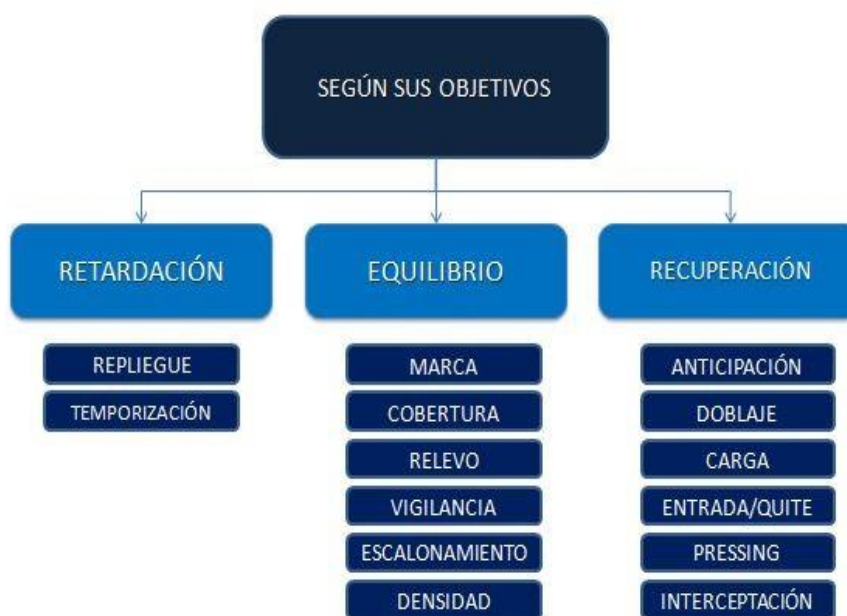 SEGÚN SUS OBJETIVOS
RETARDACIÓN
REPLIEGUE
TEMPORIZACIÓN
EQUILIBRIO
MARCA
COBERTURA
RELEVO
VIGILANCIA
ESCALONAMIENTO
DENSIDAD
RECUPERACIÓN
ANTICIPACIÓN
DOBLAJE
CARGA
ENTRADA/QUITE
PRESSING
INTERCEPTACIÓN